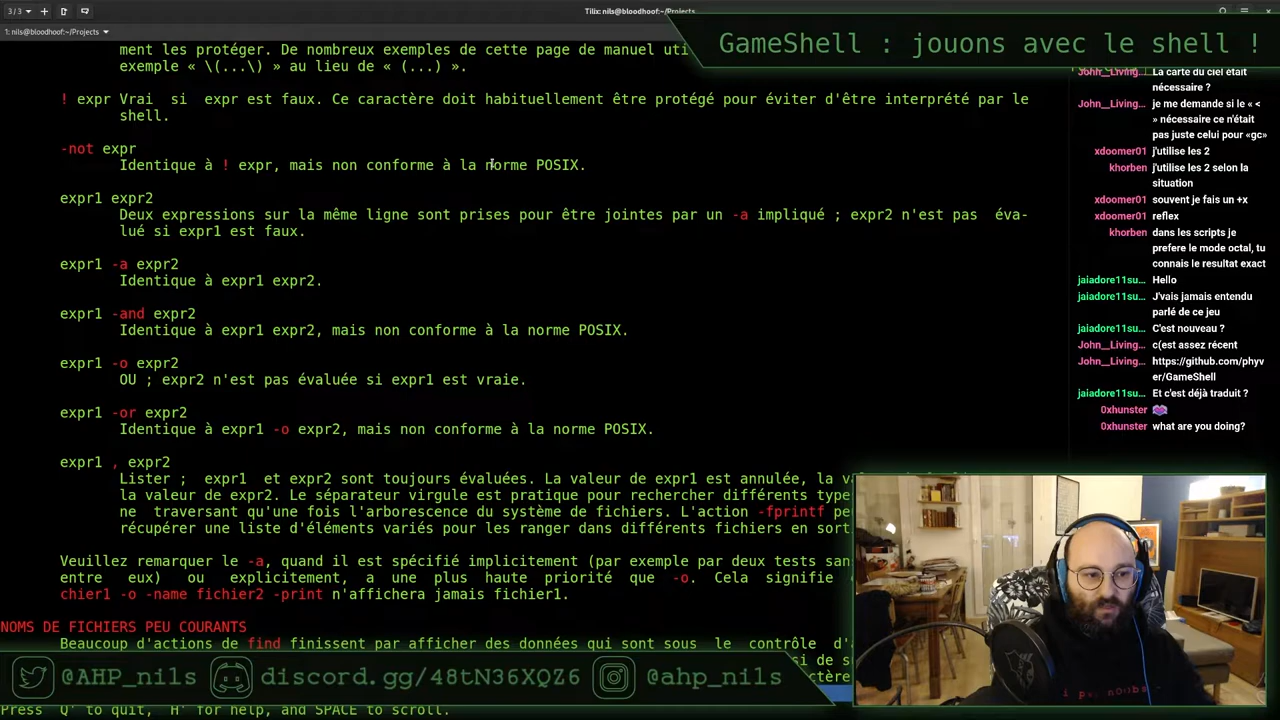 3/3
Tilix: nils@bloodhoof:~/Projects
1: nils@bloodhoof:~/Projects
GameShell : jouons avec le shell !
ment les protéger. De nombreux exemples de cette page de manuel uti
exemple « \(...\) » au lieu de « (...) ».
! expr Vrai si expr est faux. Ce caractère doit habituellement être protégé pour éviter d'être interprété par le
shell.
-not expr
Identique à ! expr, mais non conforme à la norme POSIX.
expr1 expr2
Deux expressions sur la même ligne sont prises pour être jointes par un -a impliqué ; expr2 n'est pas éva-
lué si expr1 est faux.
expr1 -a expr2
Identique à expr1 expr2.
expr1 -and expr2
Identique à expr1 expr2, mais non conforme à la norme POSIX.
expr1 -o expr2
OU ; expr2 n'est pas évaluée si expr1 est vraie.
expr1 -or expr2
Identique à expr1 -o expr2, mais non conforme à la norme POSIX.
expr1 , expr2
Lister ; expr1 et expr2 sont toujours évaluées. La valeur de expr1 est annulée, la
la valeur de expr2. Le séparateur virgule est pratique pour rechercher différents type
ne traversant qu'une fois l'arborescence du système de fichiers. L'action -fprintf pe
récupérer une liste d'éléments variés pour les ranger dans différents fichiers en sort
Veuillez remarquer le -a, quand il est spécifié implicitement (par exemple par deux tests san
entre eux) ou explicitement, a une plus haute priorité que -o. Cela signifie
chier1 -o -name fichier2 -print n'affichera jamais fichier1.
NOMS DE FICHIERS PEU COURANTS
Beaucoup d'actions de find finissent par afficher des données qui sont sous le contrôle d'a
si de s
ctère
Press 'Q' to quit, 'H' for help, and SPACE to scroll.
John__Living... La carte du ciel était
nécessaire ?
John__Living... je me demande si le « <
» nécessaire ce n'était
pas juste celui pour «gc»
xdoomer01 j'utilise les 2
khorben j'utilise les 2 selon la
situation
xdoomer01 souvent je fais un +x
xdoomer01 reflex
khorben dans les scripts je
prefere le mode octal, tu
connais le resultat exact
jaiadore11su... Hello
jaiadore11su... J'vais jamais entendu
parlé de ce jeu
jaiadore11su... C'est nouveau ?
John__Living... c(est assez récent
John__Living... https://github.com/phyv
er/GameShell
jaiadore11su... Et c'est déjà traduit ?
0xhunster
0xhunster what are you doing?
@AHP_nils discord.gg/48tN36XQZ6 @ahp_nils